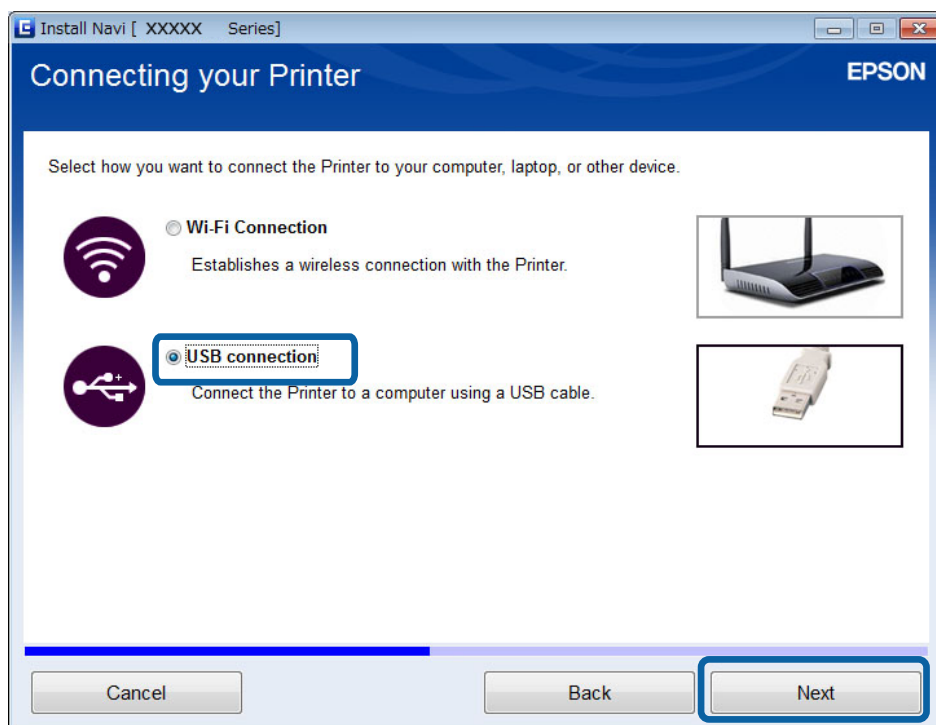 Install Navi [ XXXXX Series]
Connecting your Printer
EPSON
Select how you want to connect the Printer to your computer, laptop, or other device.
Wi-Fi Connection
Establishes a wireless connection with the Printer.
USB connection
Connect the Printer to a computer using a USB cable.
Cancel
Back
Next